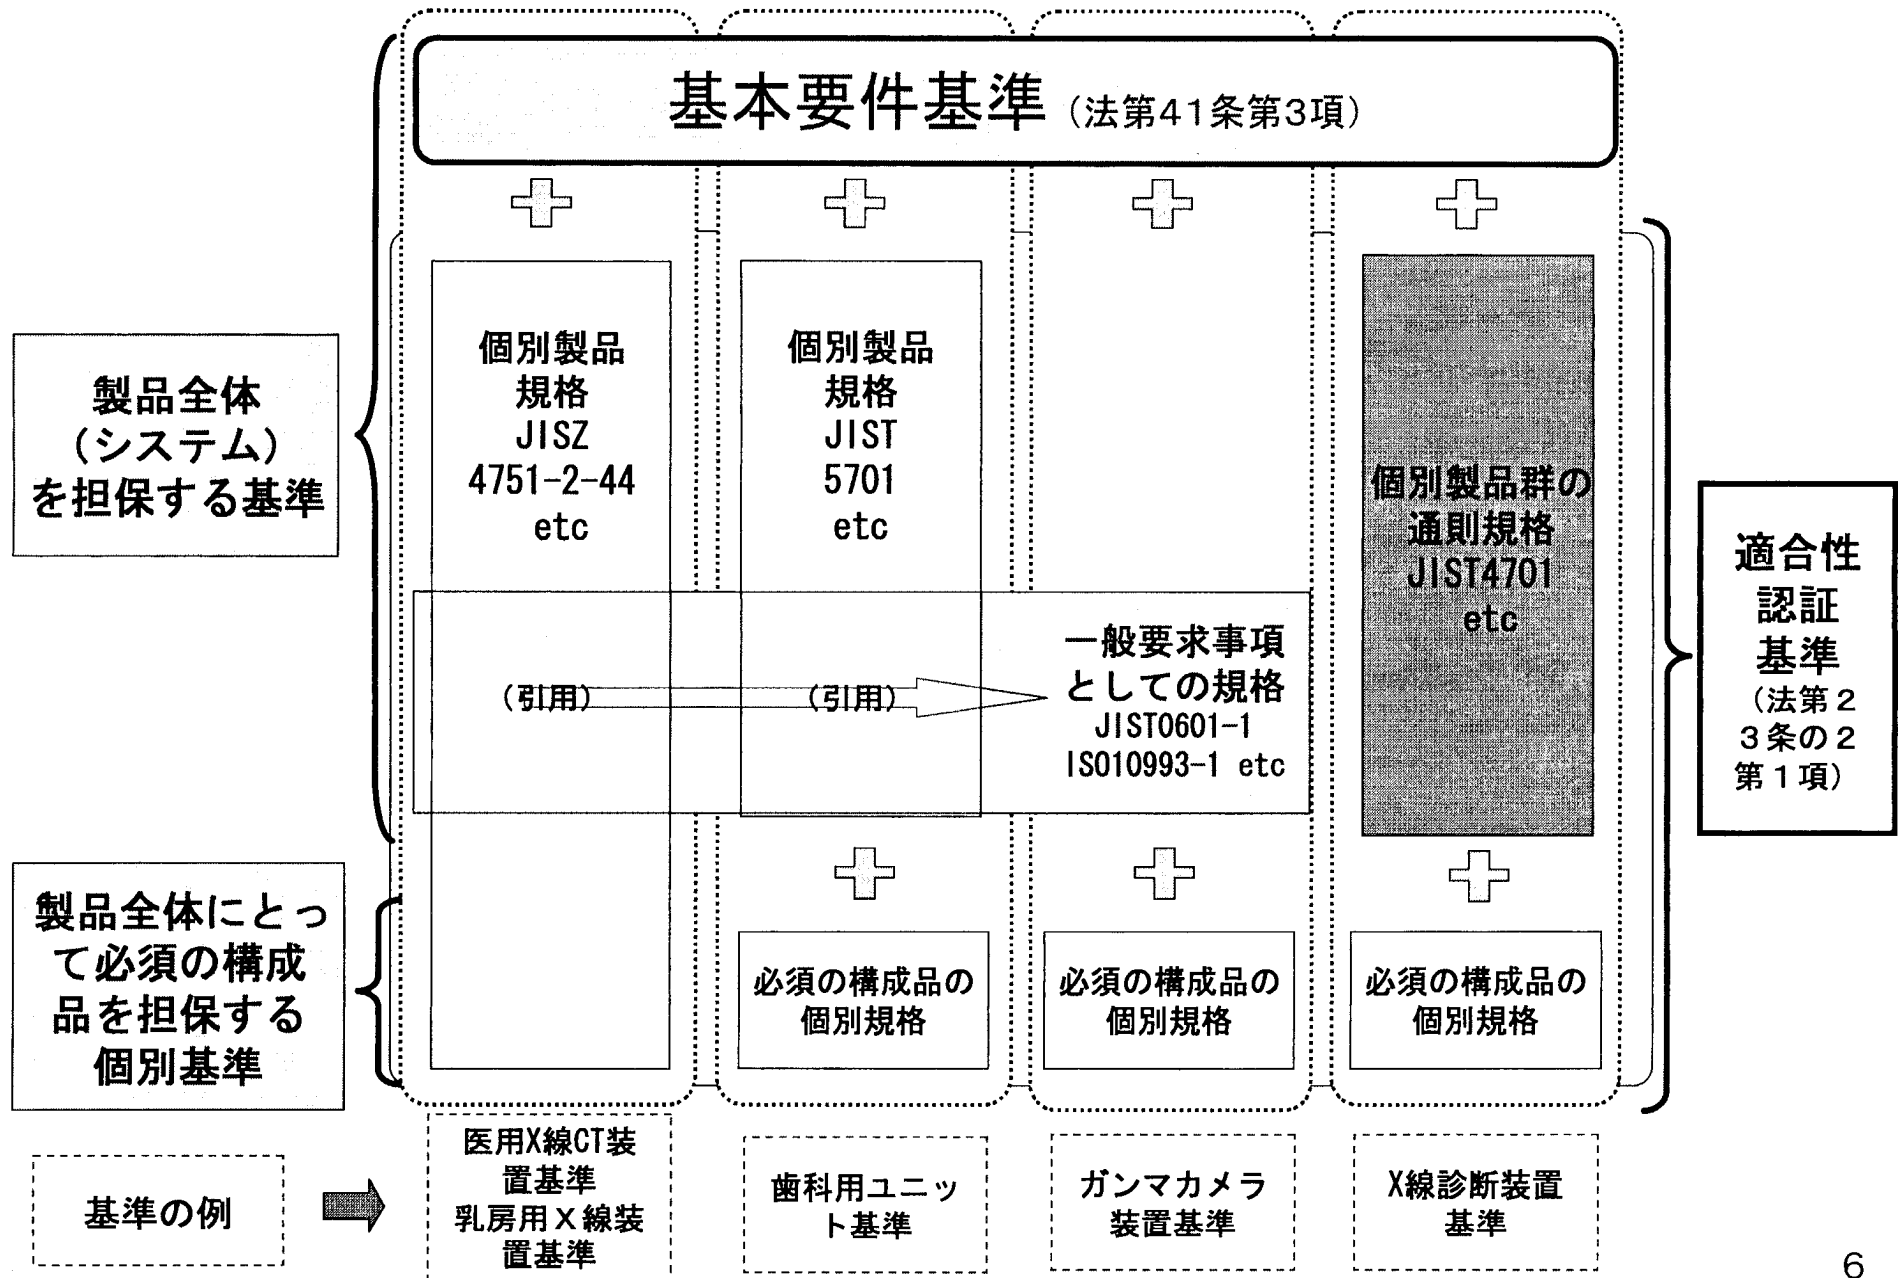 基本要件基準 (法第41条第3項)
製品全体
(システム)
を担保する基準
個別製品
規格
JISZ
4751-2-44
etc
個別製品
規格
JIST
5701
etc
個別製品群の
通則規格
JIST4701
etc
(引用)
(引用)
一般要求事項
としての規格
JIST0601-1
ISO10993-1 etc
適合性
認証
基準
(法第2
3条の2
第1項)
製品全体にとっ
て必須の構成
品を担保する
個別基準
必須の構成品の
個別規格
必須の構成品の
個別規格
必須の構成品の
個別規格
基準の例
医用X線CT装
置基準
乳房用X線装
置基準
歯科用ユニッ
ト基準
ガンマカメラ
装置基準
X線診断装置
基準
6